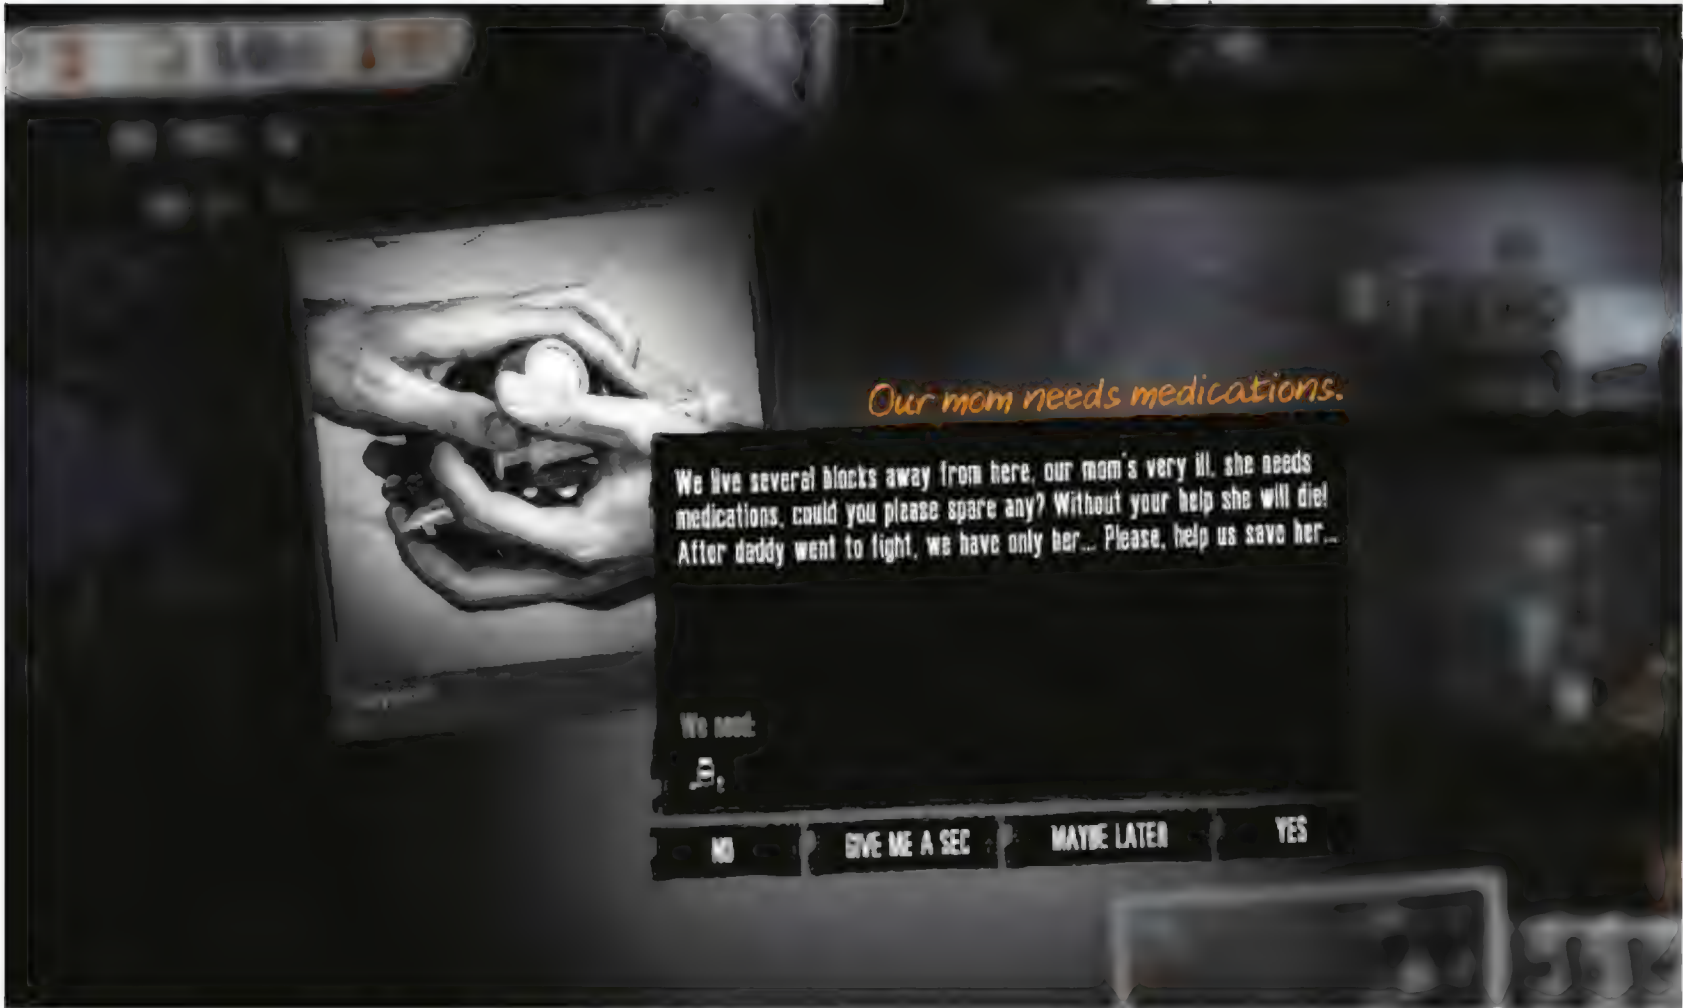 Our mom needs medications.
We live several blocks away from here, our mom's very ill, she needs
medications, could you please spare any? Without your help she will die!
After daddy went to fight, we have only her... Please, help us save her...
We need:
NO
GIVE ME A SEC
MAYBE LATER
YES